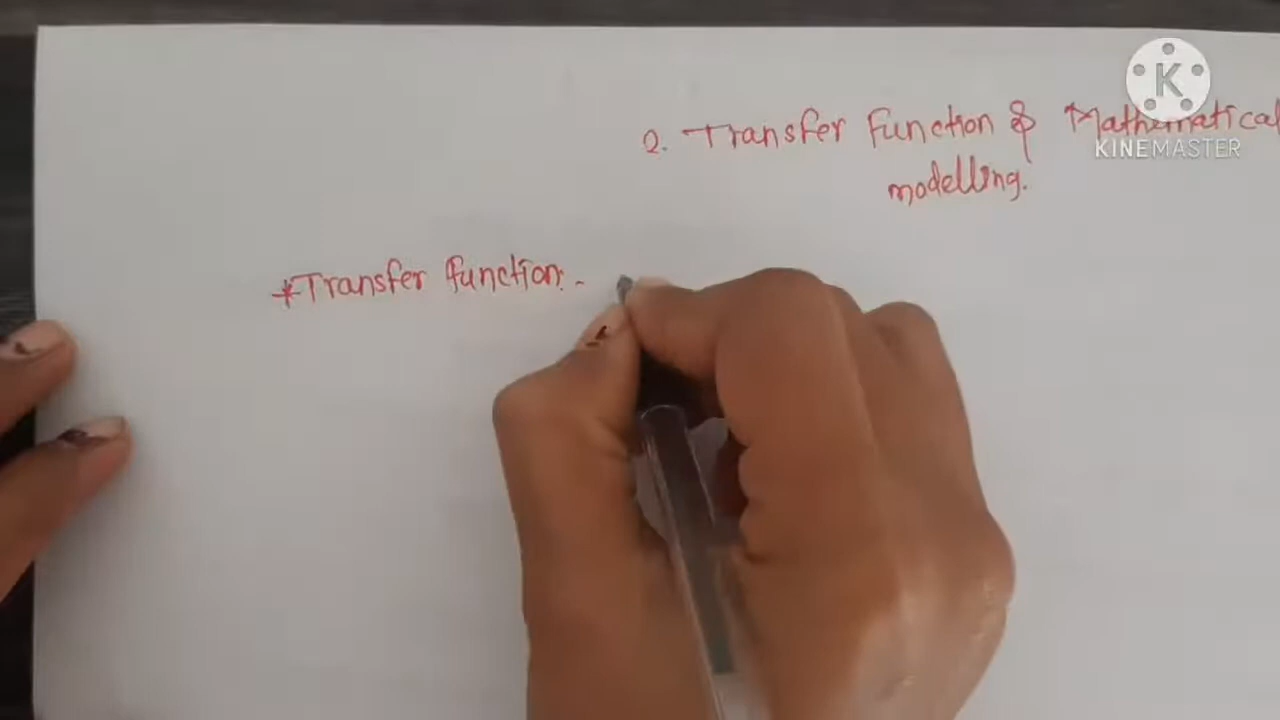 2. Transfer Function & Mathematical
modelling.
*Transfer function:-
K
KINEMASTER